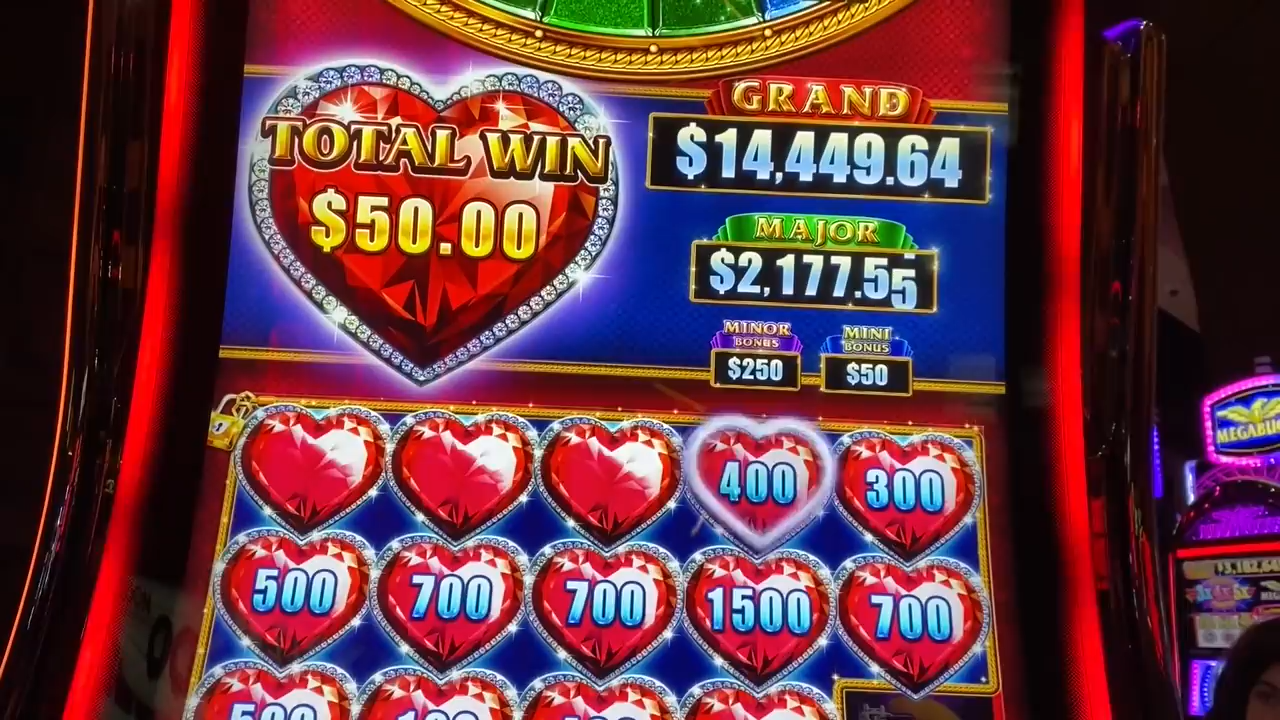 GRAND
$14,449.64
TOTAL WIN
$50.00
MAJOR
$2,177.55
MINOR
BONUS
$250
MINI
BONUS
$50
400
300
500
700
700
1500
700
500